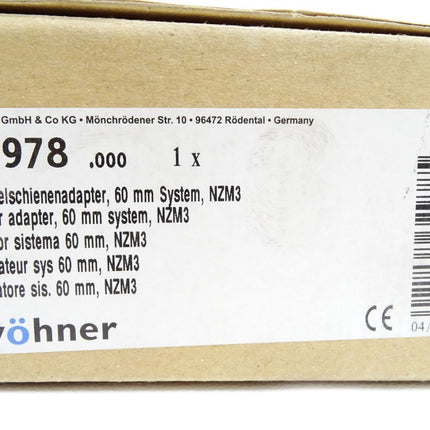 GmbH & Co KG • Mönchrödener Str. 10 • 96472 Rödental • Germany
978 .000 1 x
elschienenadapter, 60 mm System, NZM3
r adapter, 60 mm system, NZM3
or sistema 60 mm, NZM3
ateur sys 60 mm, NZM3
atore sis. 60 mm, NZM3
wöhner CE
04/